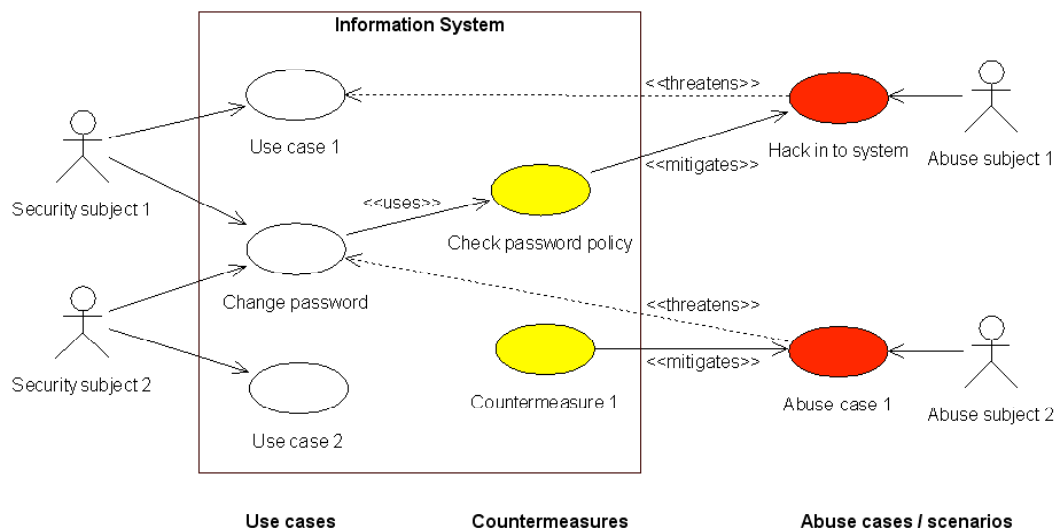 Information System
<<threatens>>
Use case 1
Hack in to system
Abuse subject 1
<<mitigates>>
Security subject 1
<<uses>>
Check password policy
Change password
<<threatens>>
<<mitigates>>
Security subject 2
Countermeasure 1
Abuse case 1
Abuse subject 2
Use case 2
Use cases
Countermeasures
Abuse cases / scenarios